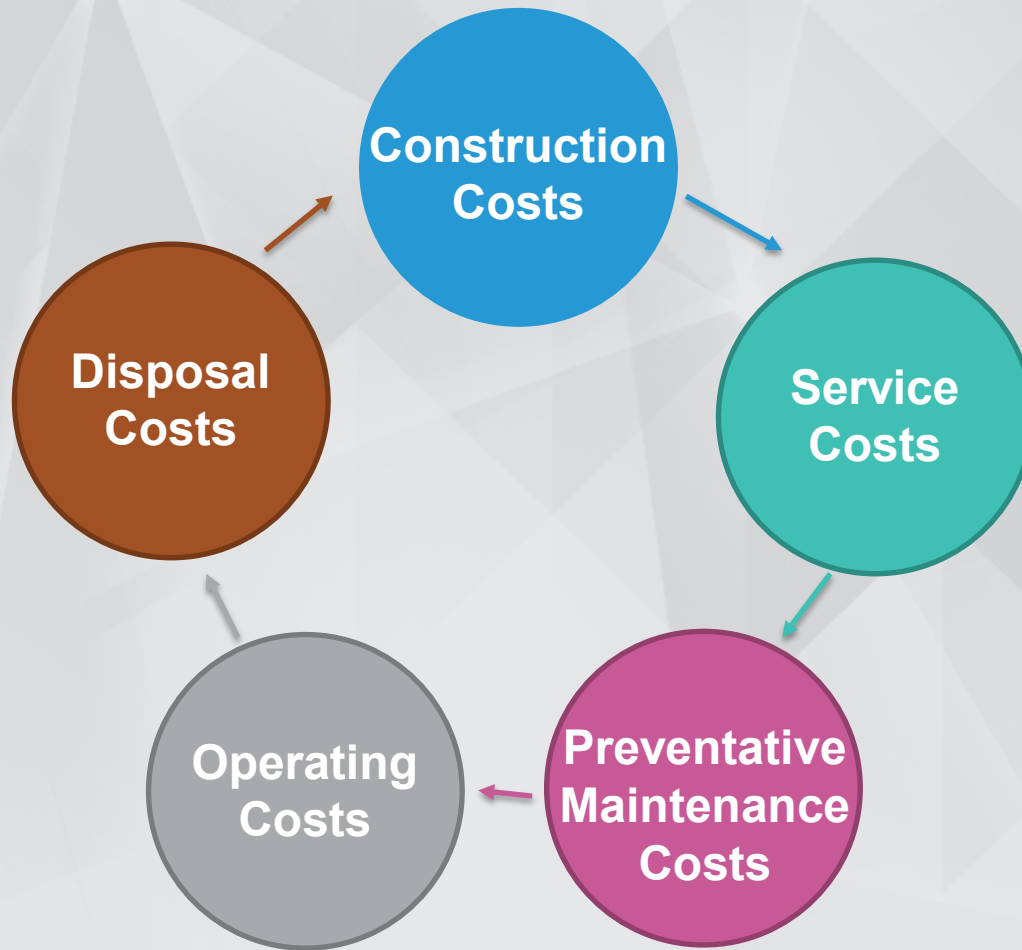 Construction
Costs
Service
Costs
Preventative
Maintenance
Costs
Operating
Costs
Disposal
Costs